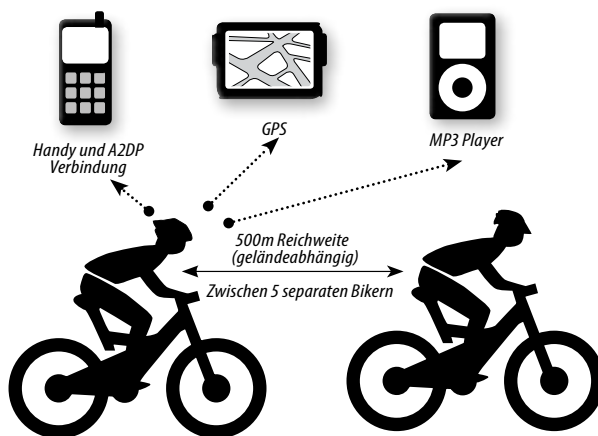 Handy und A2DP
Verbindung
GPS
MP3 Player
500m Reichweite
(geländeabhängig)
Zwischen 5 separaten Bikern